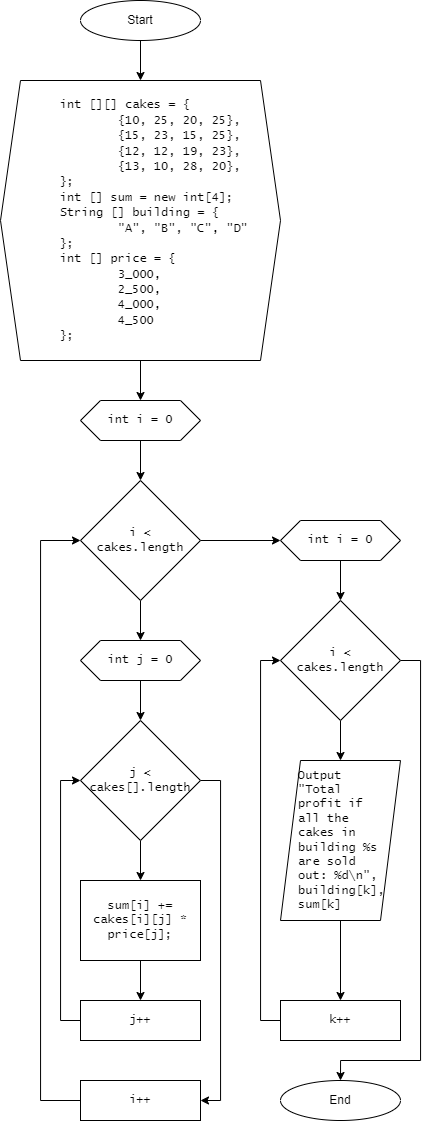 Start
int [][] cakes = {
{10, 25, 20, 25},
{15, 23, 15, 25},
{12, 12, 19, 23},
{13, 10, 28, 20},
};
int [] sum = new int[4];
String [] building = {
"A", "B", "C", "D"
};
int [] price = {
3_000,
2_500,
4_000,
4_500
};
int i = 0
i <
cakes.length
int j = 0
j <
cakes[].length
sum[i] +=
cakes[i][j] *
price[j];
j++
i++
int i = 0
i <
cakes.length
Output
"Total
profit if
all the
cakes in
building %s
are sold
out: %d\n",
building[k],
sum[k]
k++
End